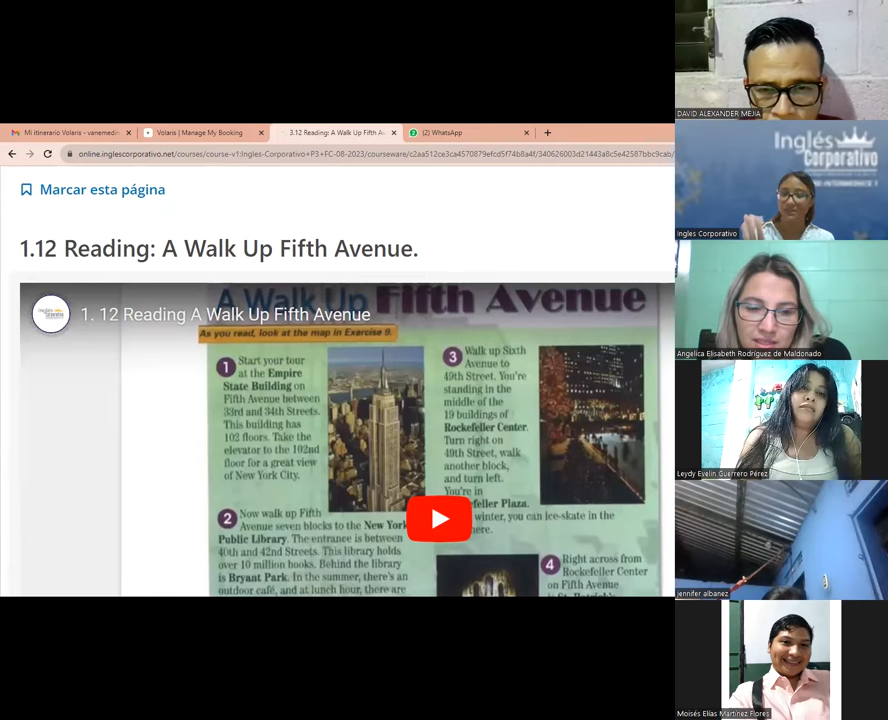 Mi itinerario Volaris - vanemedin
Volaris | Manage My Booking
3.12 Reading: A Walk Up Fifth Av
(2) WhatsApp
online.inglescorporativo.net/courses/course-v1:Ingles-Corporativo+P3+FC-08-2023/courseware/c2aa512ce3ca4570879efcd5f74b8a4f/340626003d21443a8c5e42587bbc9cab/
Marcar esta página
1.12 Reading: A Walk Up Fifth Avenue.
1. 12 Reading A Walk Up Fifth Avenue
A Walk Up Fifth Avenue
As you read, look at the map in Exercise 9.
1 Start your tour
at the Empire
State Building on
Fifth Avenue between
33rd and 34th Streets.
This building has
102 floors. Take the
elevator to the 102nd
floor for a great view
of New York City.
2 Now walk up Fifth
Avenue seven blocks to the New York
Public Library. The entrance is between
40th and 42nd Streets. This library holds
over 10 million books. Behind the library
is Bryant Park. In the summer, there's an
outdoor café, and at lunch hour, there are
3 Walk up Sixth
Avenue to
49th Street. You're
standing in the
middle of the
19 buildings of
Rockefeller Center.
Turn right on
49th Street, walk
another block,
and turn left.
You're in
efeller Plaza.
winter, you can ice-skate in the
here.
4 Right across from
Rockefeller Center
on Fifth Avenue
is St. Patrick's
DAVID ALEXANDER MEJIA
Inglés
Corporativo
Ingles Corporativo
Angelica Elisabeth Rodríguez de Maldonado
Leydy Evelin Guerrero Pérez
jennifer albanez
Moisés Elías Martínez Flores